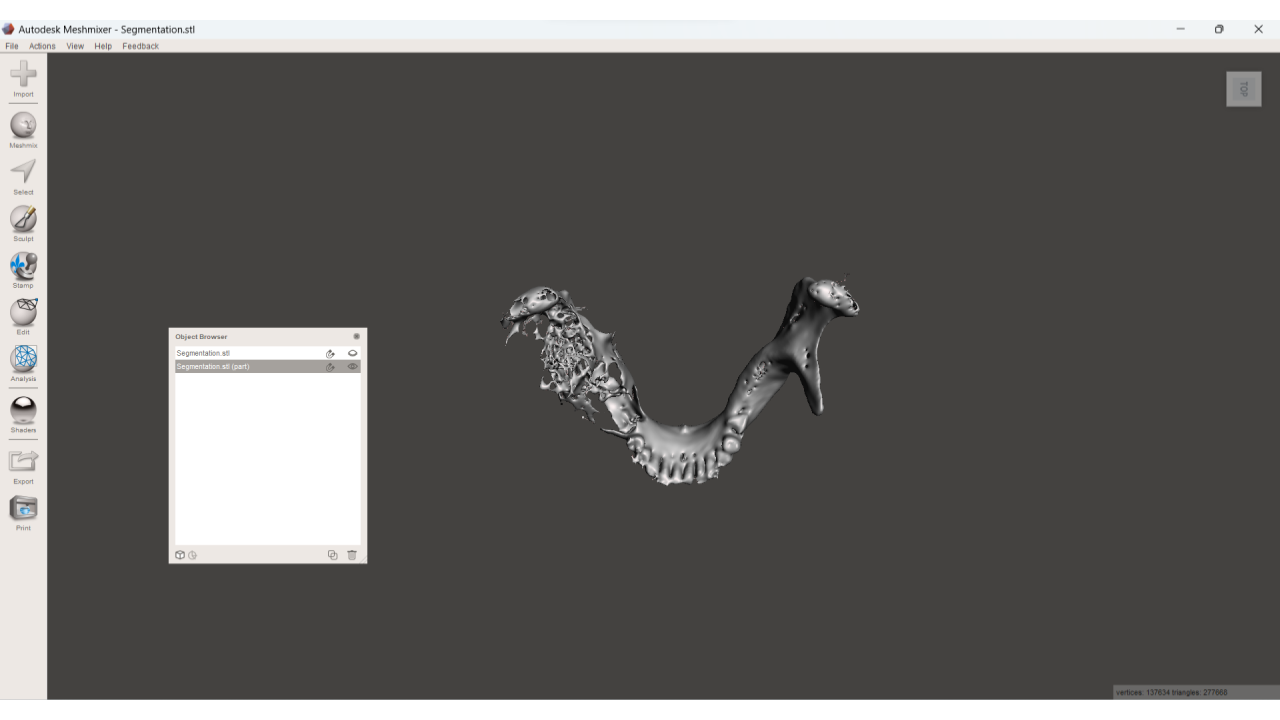 Autodesk Meshmixer - Segmentation.stl
File Actions View Help Feedback
Import
Meshmix
Select
Sculpt
Stamp
Edit
Analysis
Shaders
Export
Print
Object Browser
Segmentation.stl
Segmentation.stl (part)
TOP
vertices: 137634 triangles: 277668